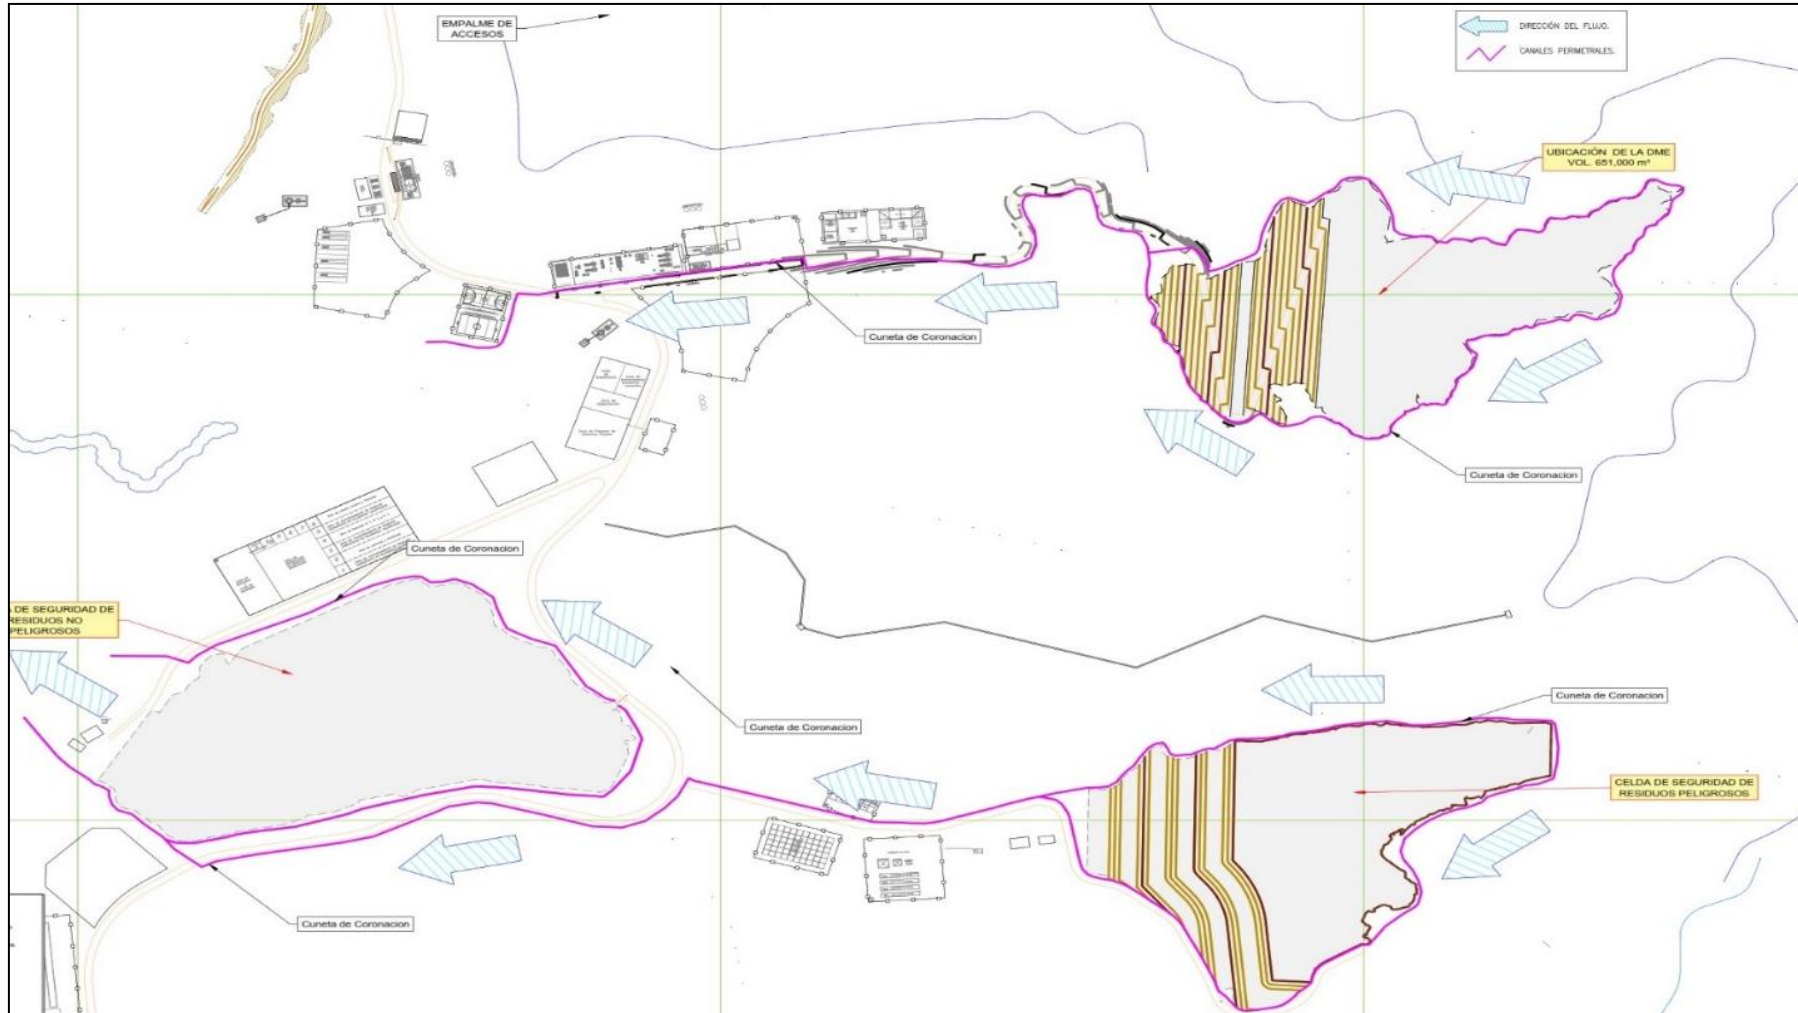 EMPALME DE
ACCESOS
DIRECCIÓN DEL FLUJO.
CANALES PERIMETRALES.
UBICACIÓN DE LA DME
VOL. 651,000 m³
Cuneta de Coronacion
Cuneta de Coronacion
Cuneta de Coronacion
DE SEGURIDAD DE
RESIDUOS NO
PELIGROSOS
Cuneta de Coronacion
Cuneta de Coronacion
CELDA DE SEGURIDAD DE
RESIDUOS PELIGROSOS
Cuneta de Coronacion